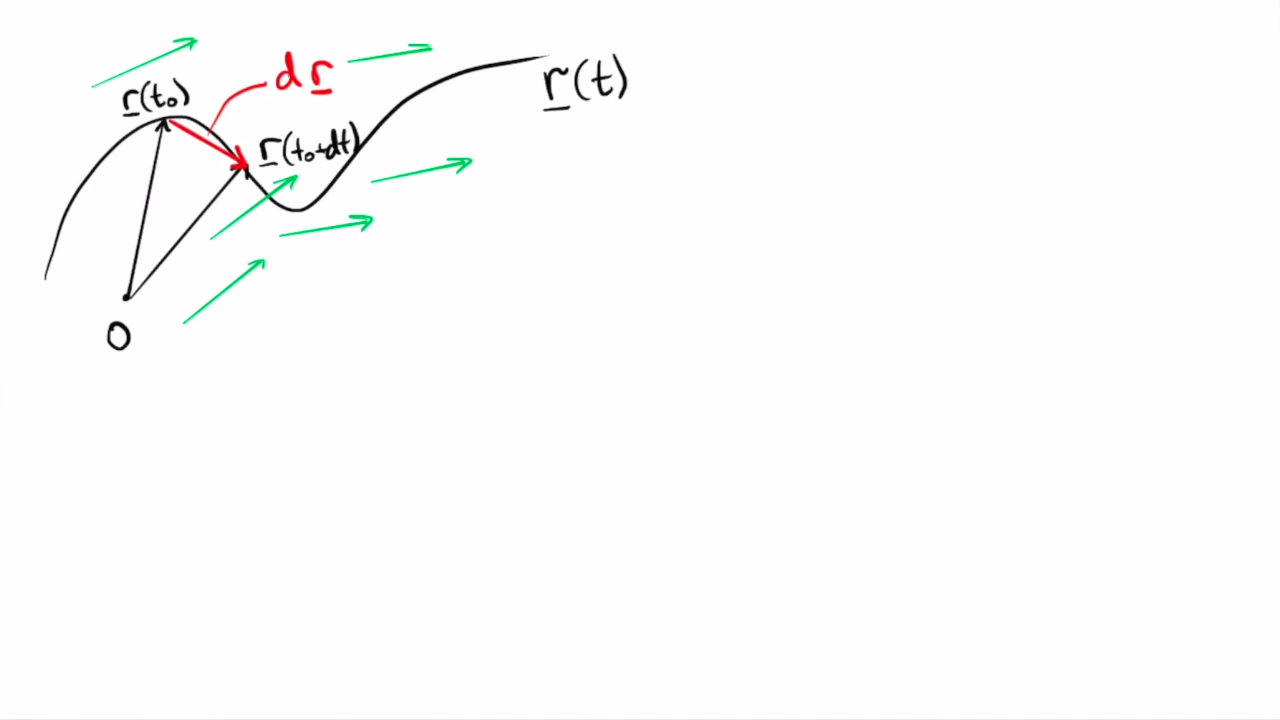 dr
r(t)
r(t₀)
r(t₀+dt)
O